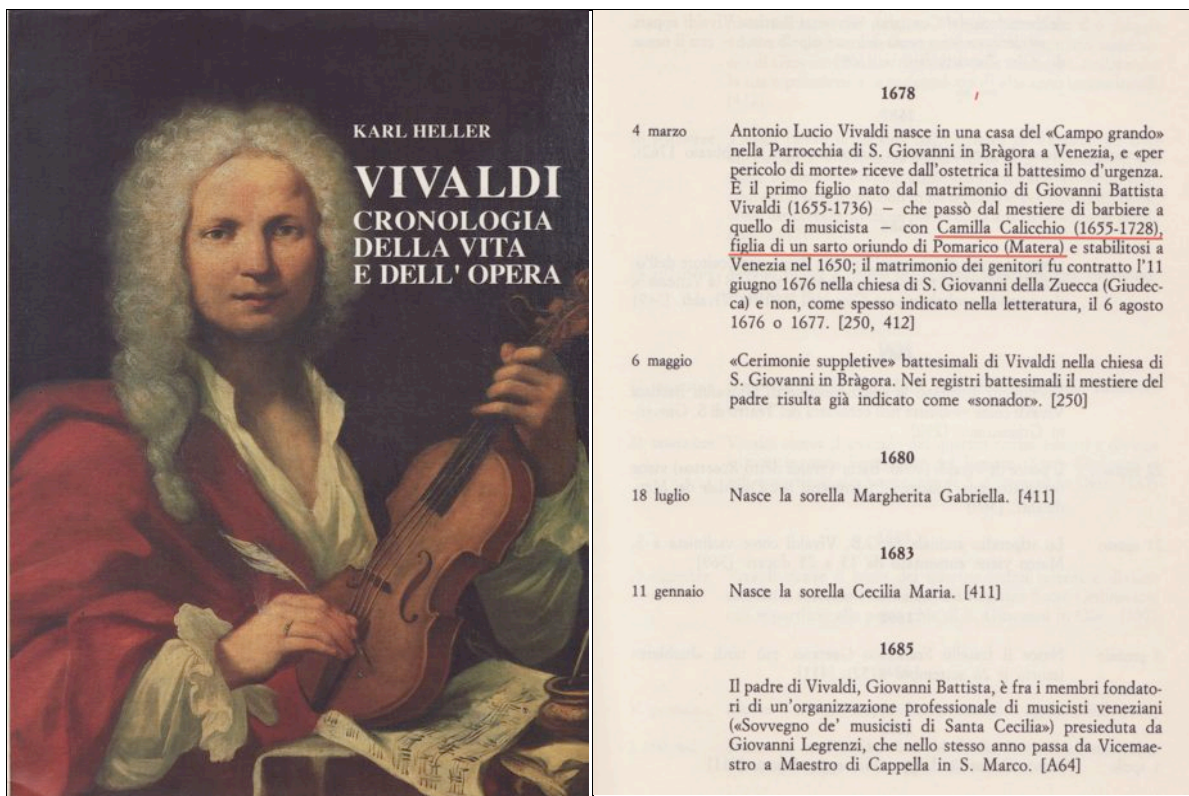 KARL HELLER
VIVALDI
CRONOLOGIA
DELLA VITA
E DELL' OPERA
1678
4 marzo Antonio Lucio Vivaldi nasce in una casa del «Campo grande»
nella Parrocchia di S. Giovanni in Bràgora a Venezia, e «per
pericolo di morte» riceve dall'ostetrica il battesimo d'urgenza.
È il primo figlio nato dal matrimonio di Giovanni Battista
Vivaldi (1655-1736) – che passò dal mestiere di barbiere a
quello di musicista – con Camilla Calicchio (1655-1728),
figlia di un sarto oriundo di Pomarico (Matera) e stabilitosi a
Venezia nel 1650; il matrimonio dei genitori fu contratto l'11
giugno 1676 nella chiesa di S. Giovanni della Zuecca (Giudec-
ca) e non, come spesso indicato nella letteratura, il 6 agosto
1676 o 1677. [250, 412]
6 maggio «Cerimonie suppletive» battesimali di Vivaldi nella chiesa di
S. Giovanni in Bràgora. Nei registri battesimali il mestiere del
padre risulta già indicato come «sonador». [250]
1680
18 luglio Nasce la sorella Margherita Gabriella. [411]
1683
11 gennaio Nasce la sorella Cecilia Maria. [411]
1685
Il padre di Vivaldi, Giovanni Battista, è fra i membri fondato-
ri di un'organizzazione professionale di musicisti veneziani
(«Sovvegno de' musicisti di Santa Cecilia») presieduta da
Giovanni Legrenzi, che nello stesso anno passa da Vicemae-
stro a Maestro di Cappella in S. Marco. [A64]